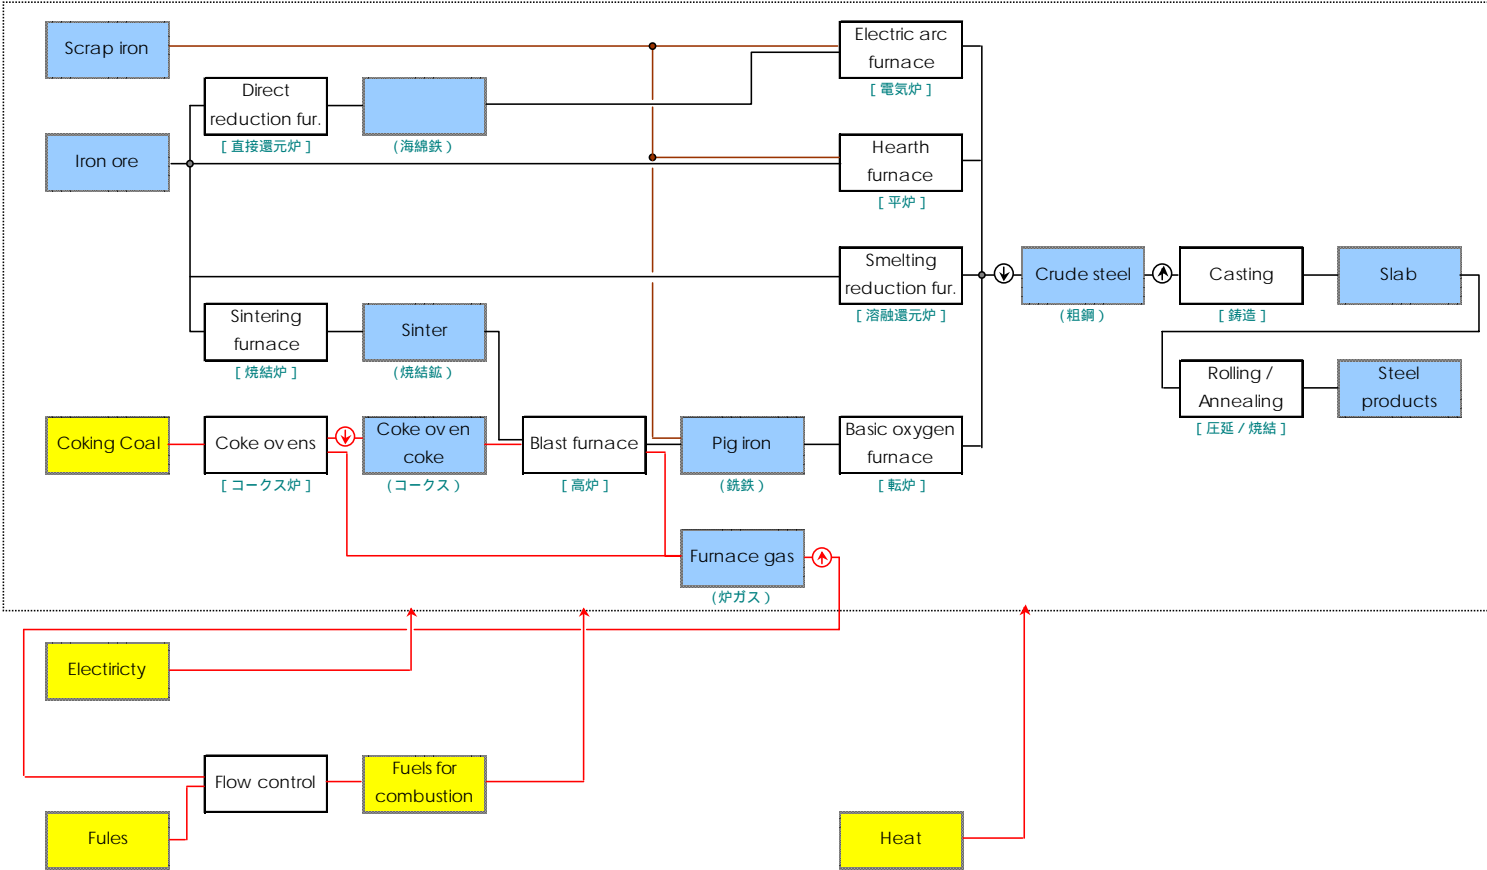 Scrap iron
Electric arc
furnace
[ 電気炉 ]
Direct
reduction fur.
[ 直接還元炉 ]
(海綿鉄 )
Iron ore
Hearth
furnace
[ 平炉 ]
Smelting
reduction fur.
[ 溶融還元炉 ]
Crude steel
(粗鋼 )
Casting
[ 鋳造 ]
Slab
Sintering
furnace
[ 焼結炉 ]
Sinter
(焼結鉱 )
Rolling /
Annealing
[ 圧延 / 焼結 ]
Steel
products
Coking Coal
Coke ovens
[ コークス炉 ]
Coke oven
coke
(コークス )
Blast furnace
[ 高炉 ]
Pig iron
(銑鉄 )
Basic oxygen
furnace
[ 転炉 ]
Furnace gas
(炉ガス )
Electiricty
Flow control
Fuels for
combustion
Fules
Heat